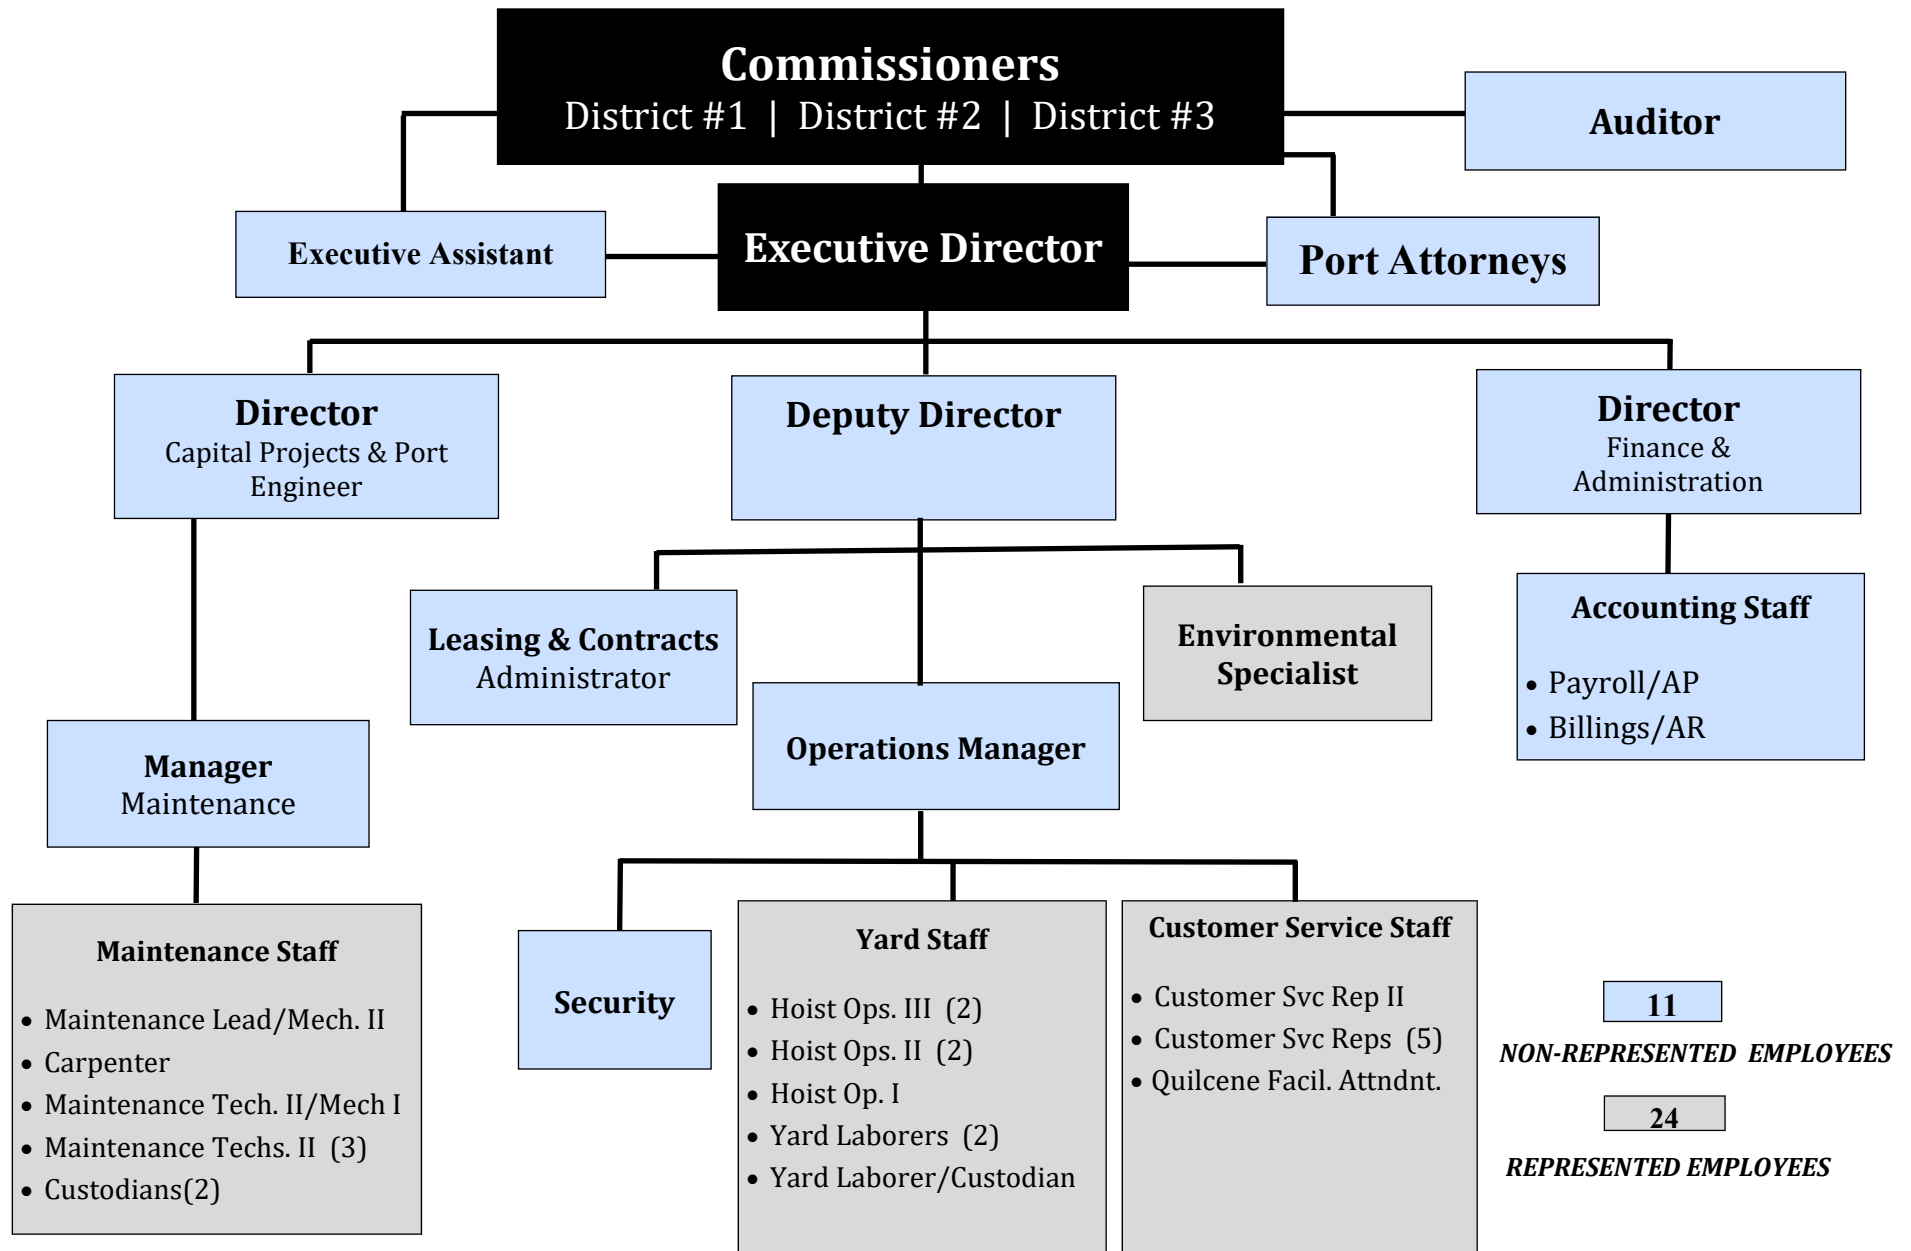 Commissioners
District #1 | District #2 | District #3
Auditor
Executive Assistant
Executive Director
Port Attorneys
Director
Capital Projects & Port
Engineer
Deputy Director
Director
Finance &
Administration
Leasing & Contracts
Administrator
Environmental
Specialist
Accounting Staff
• Payroll/AP
• Billings/AR
Manager
Maintenance
Operations Manager
Maintenance Staff
• Maintenance Lead/Mech. II
• Carpenter
• Maintenance Tech. II/Mech I
• Maintenance Techs. II (3)
• Custodians(2)
Security
Yard Staff
• Hoist Ops. III (2)
• Hoist Ops. II (2)
• Hoist Op. I
• Yard Laborers (2)
• Yard Laborer/Custodian
Customer Service Staff
• Customer Svc Rep II
• Customer Svc Reps (5)
• Quilcene Facil. Attndnt.
11
NON-REPRESENTED EMPLOYEES
24
REPRESENTED EMPLOYEES